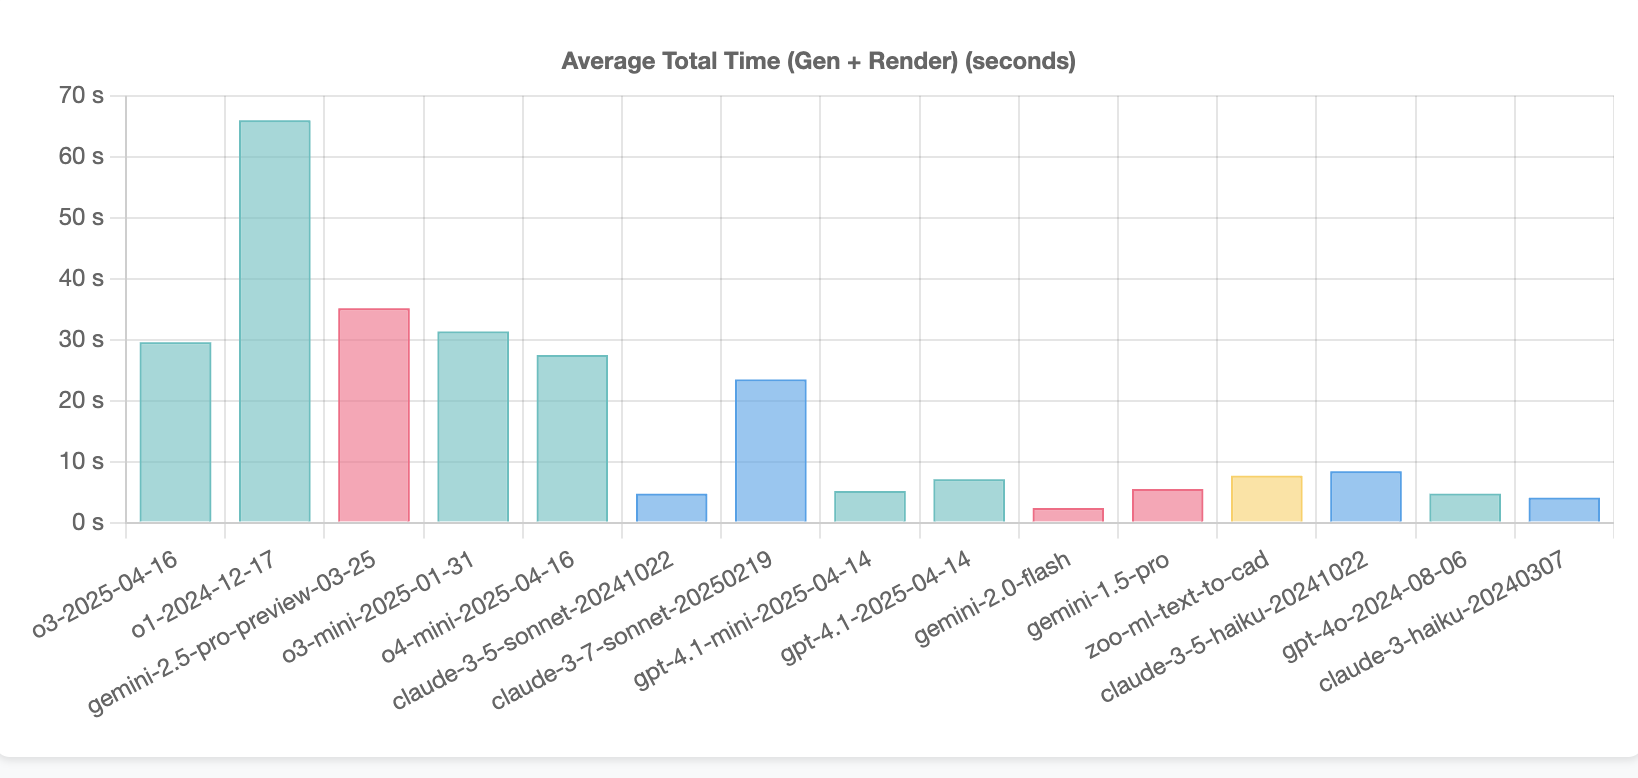 Average Total Time (Gen + Render) (seconds)
70 s
60 s
50 s
40 s
30 s
20 s
10 s
0 s
o3-2025-04-16
o1-2024-12-17
gemini-2.5-pro-preview-03-25
o3-mini-2025-01-31
o4-mini-2025-04-16
claude-3-5-sonnet-20241022
claude-3-7-sonnet-20250219
gpt-4.1-mini-2025-04-14
gpt-4.1-2025-04-14
gemini-2.0-flash
gemini-1.5-pro
zoo-ml-text-to-cad
claude-3-5-haiku-20241022
gpt-4o-2024-08-06
claude-3-haiku-20240307